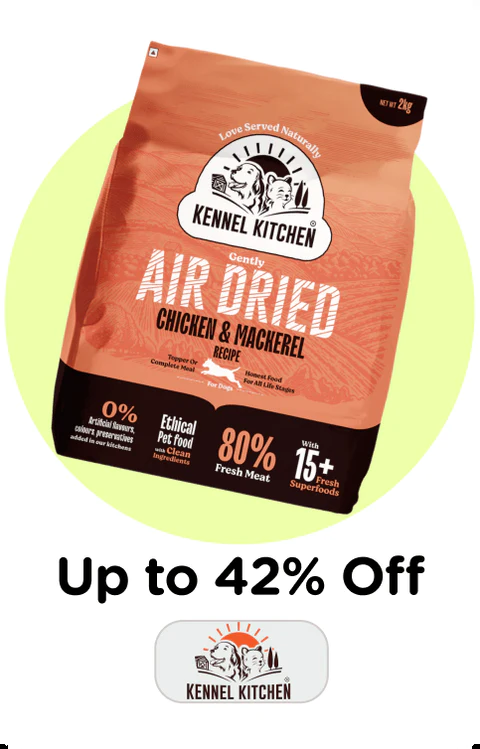 NET WT 2kg
Love Served Naturally
KENNEL KITCHEN®
Gently
AIR DRIED
CHICKEN & MACKEREL
RECIPE
Topper Or
Complete Meal
Honest Food
For All Life Stages
For Dogs
0%
Artificial flavours,
colours, preservatives
added in our kitchens
Ethical
Pet food
with Clean
Ingredients
80%
Fresh Meat
With
15+ Fresh
Superfoods
Up to 42% Off
KENNEL KITCHEN®